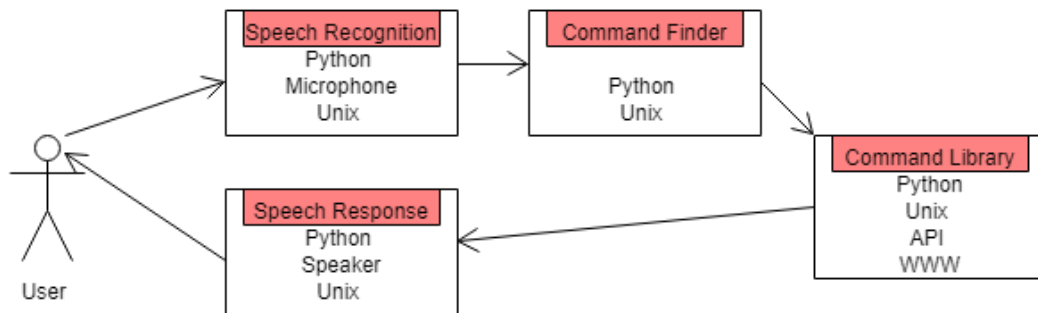 Speech Recognition
Python
Microphone
Unix
Command Finder
Python
Unix
Command Library
Python
Unix
API
WWW
Speech Response
Python
Speaker
Unix
User